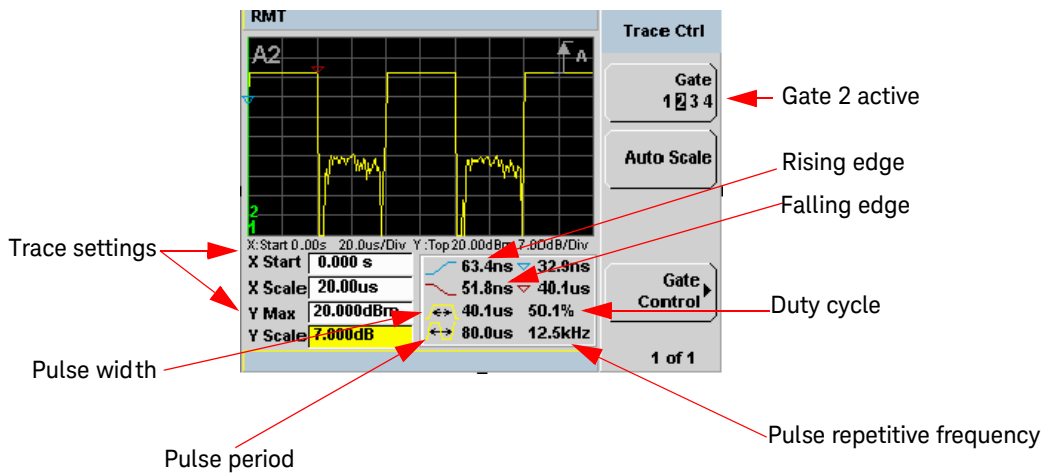 RMT
Trace Ctrl
A2
A
Gate
1 2 3 4
Gate 2 active
Auto Scale
Rising edge
Falling edge
2
1
X:Start 0.00s 20.0us/Div Y:Top 20.00dBm 7.00dB/Div
Trace settings
X Start 0.000 s
63.4ns 32.9ns
X Scale 20.00us
51.8ns 40.1us
Gate
Control
Y Max 20.000dBm
40.1us 50.1%
Duty cycle
Y Scale 7.000dB
80.0us 12.5kHz
1 of 1
Pulse width
Pulse repetitive frequency
Pulse period